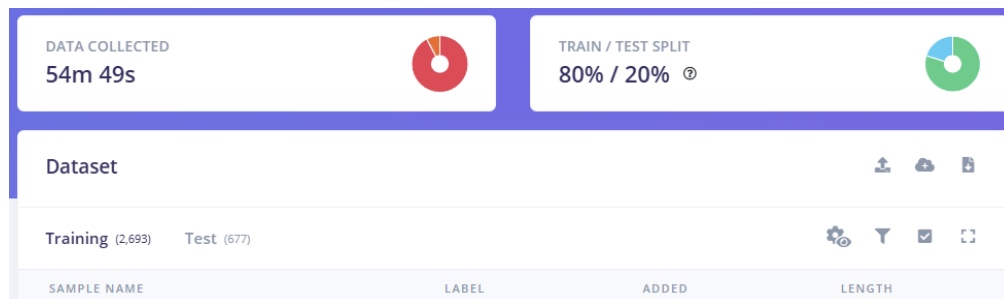 DATA COLLECTED
54m 49s
TRAIN / TEST SPLIT
80% / 20%
Dataset
Training (2,693) Test (677)
SAMPLE NAME LABEL ADDED LENGTH